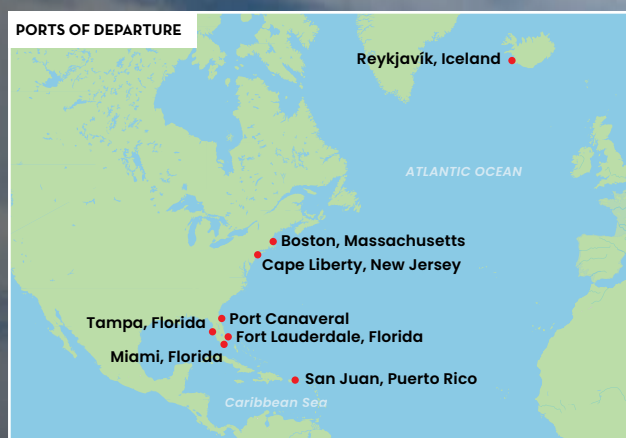 PORTS OF DEPARTURE
Reykjavík, Iceland
ATLANTIC OCEAN
Boston, Massachusetts
Cape Liberty, New Jersey
Port Canaveral
Tampa, Florida
Fort Lauderdale, Florida
Miami, Florida
San Juan, Puerto Rico
Caribbean Sea